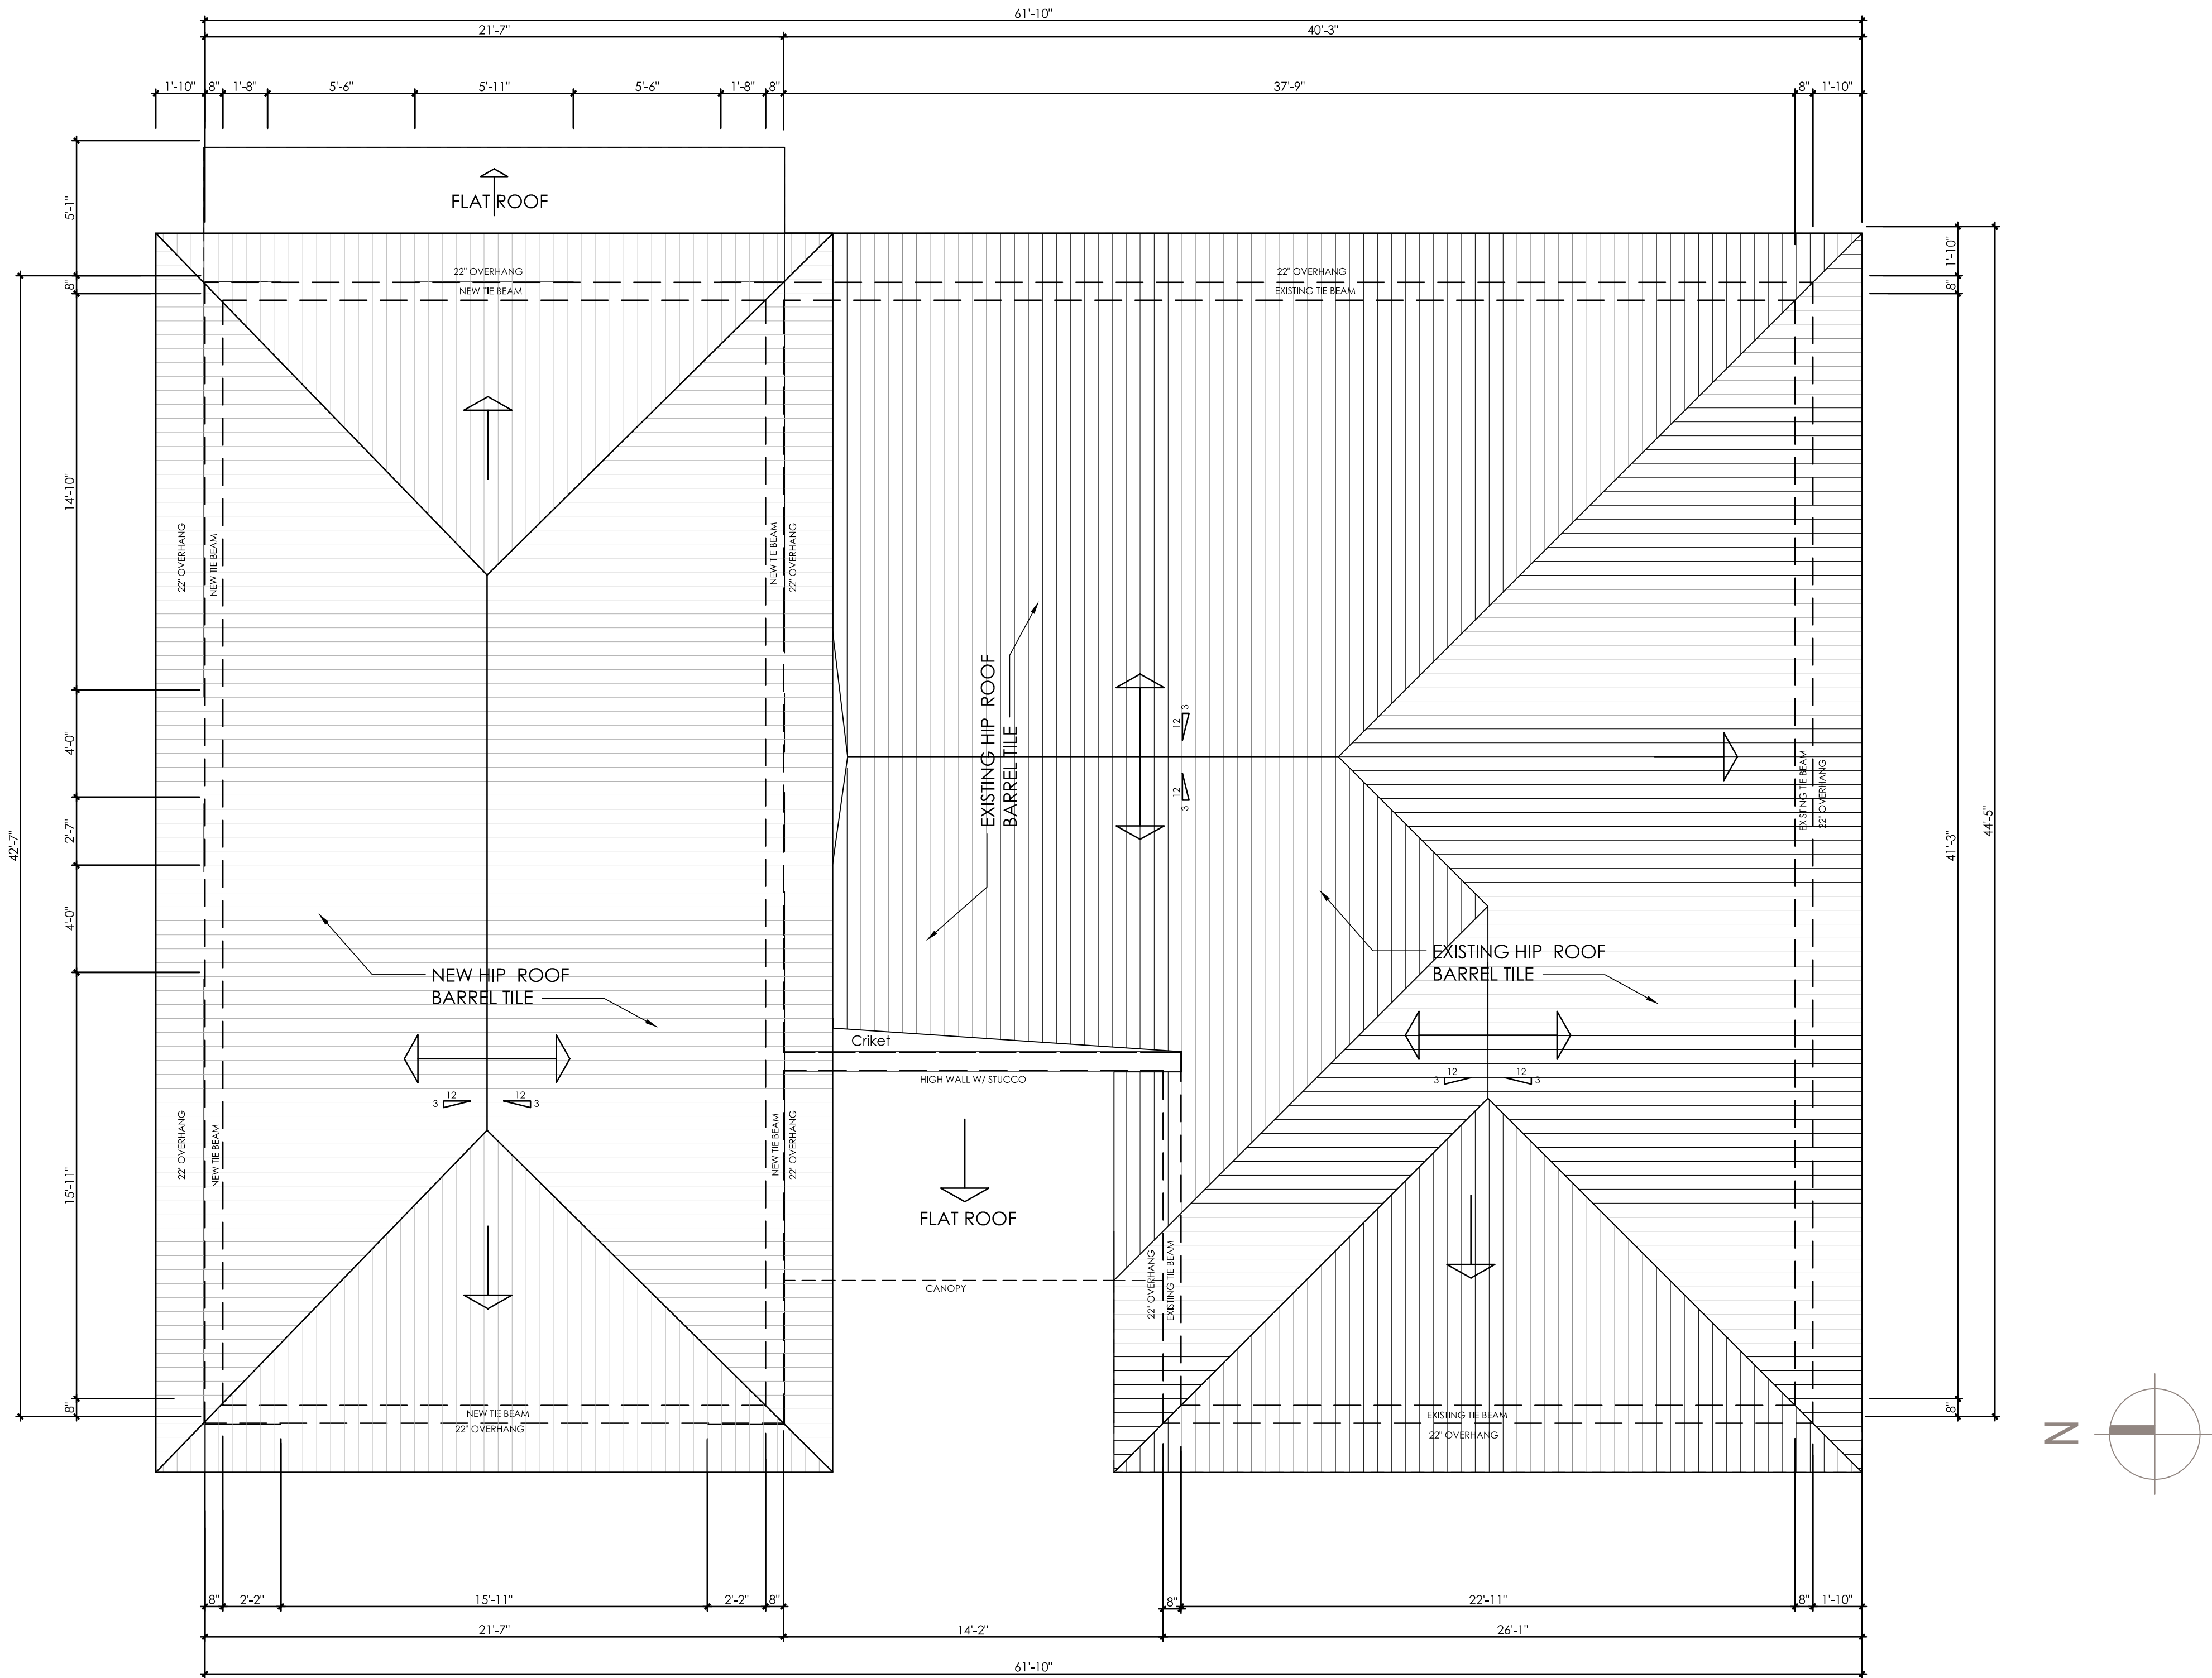 61'-10"
21'-7"
40'-3"
1'-10"
8"
1'-8"
5'-6"
5'-11"
5'-6"
1'-8"
8"
37'-9"
8"
1'-10"
5'-1"
8"
14'-10"
4'-0"
2'-7"
4'-0"
15'-11"
8"
42'-7"
FLAT ROOF
22" OVERHANG
NEW TIE BEAM
22" OVERHANG
EXISTING TIE BEAM
1'-10"
8"
41'-3"
8"
44'-5"
22" OVERHANG
NEW TIE BEAM
NEW TIE BEAM
22" OVERHANG
EXISTING HIP ROOF
BARREL TILE
12
3
12
3
EXISTING TIE BEAM
22" OVERHANG
NEW HIP ROOF
BARREL TILE
EXISTING HIP ROOF
BARREL TILE
Criket
HIGH WALL W/ STUCCO
12
3
12
3
12
3
12
3
22" OVERHANG
NEW TIE BEAM
NEW TIE BEAM
22" OVERHANG
FLAT ROOF
CANOPY
22" OVERHANG
EXISTING TIE BEAM
NEW TIE BEAM
22" OVERHANG
EXISTING TIE BEAM
22" OVERHANG
N
8"
2'-2"
15'-11"
2'-2"
8"
8"
22'-11"
8"
1'-10"
21'-7"
14'-2"
26'-1"
61'-10"